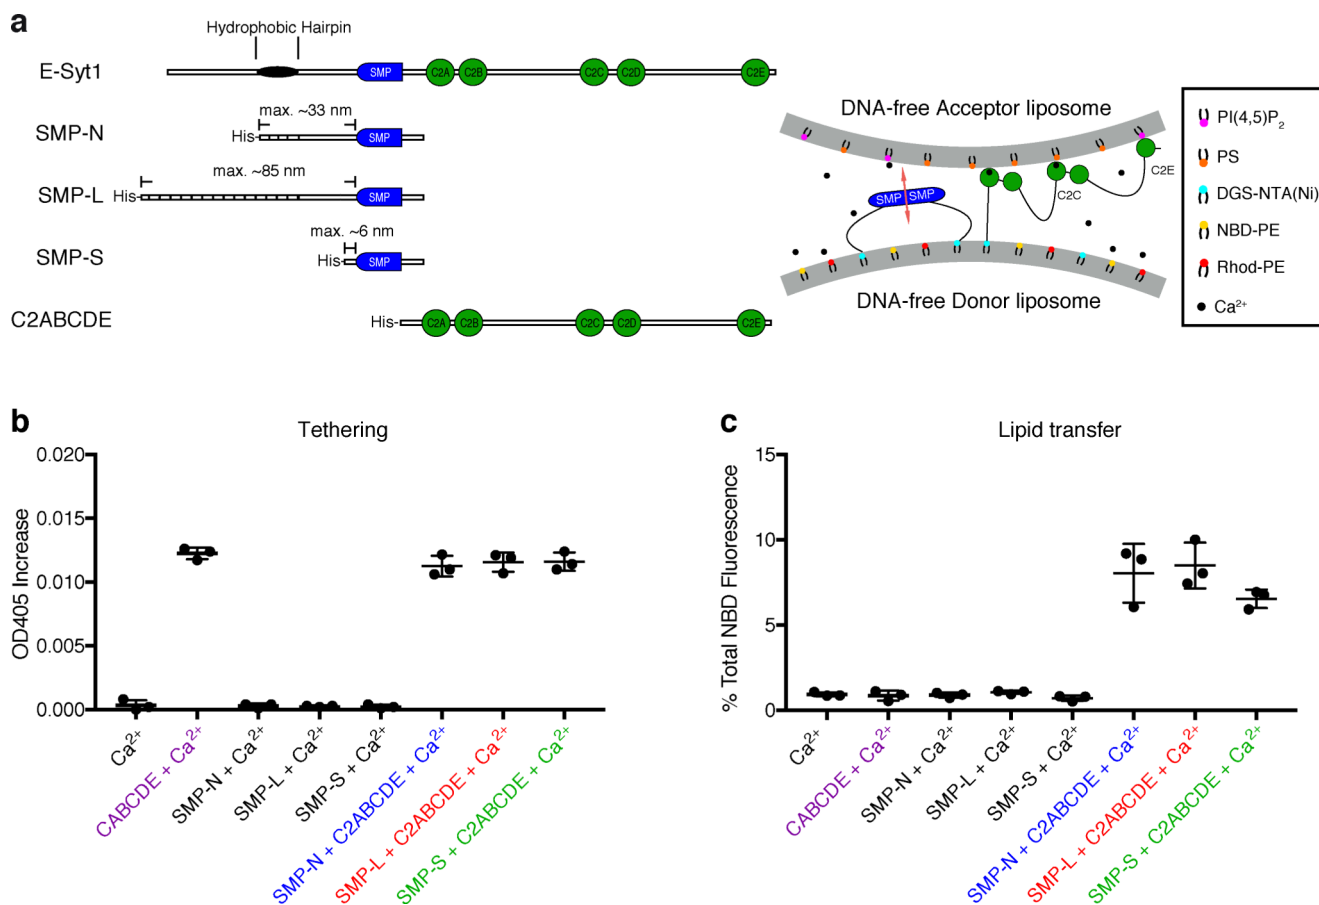 a
Hydrophobic Hairpin
E-Syt1
SMP C2A C2B C2C C2D C2E
max. ~33 nm
SMP-N
His- SMP
max. ~85 nm
SMP-L
His- SMP
max. ~6 nm
SMP-S
His- SMP
C2ABCDE
His- C2A C2B C2C C2D C2E
DNA-free Acceptor liposome
SMP SMP
C2C
C2E
DNA-free Donor liposome
PI(4,5)P₂
PS
DGS-NTA(Ni)
NBD-PE
Rhod-PE
Ca²⁺
b
Tethering
OD405 Increase
0.020
0.015
0.010
0.005
0.000
Ca²⁺
CABCDE + Ca²⁺
SMP-N + Ca²⁺
SMP-L + Ca²⁺
SMP-S + Ca²⁺
SMP-N + C2ABCDE + Ca²⁺
SMP-L + C2ABCDE + Ca²⁺
SMP-S + C2ABCDE + Ca²⁺
c
Lipid transfer
% Total NBD Fluorescence
15
10
5
0
Ca²⁺
CABCDE + Ca²⁺
SMP-N + Ca²⁺
SMP-L + Ca²⁺
SMP-S + Ca²⁺
SMP-N + C2ABCDE + Ca²⁺
SMP-L + C2ABCDE + Ca²⁺
SMP-S + C2ABCDE + Ca²⁺